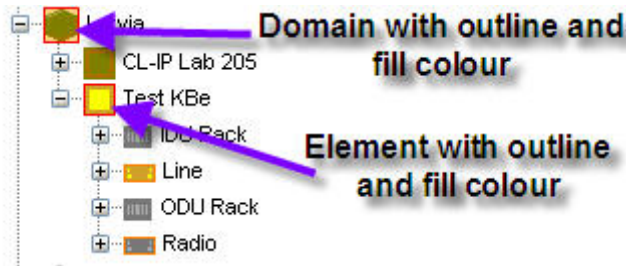 Domain with outline and
fill colour
CL-IP Lab 205
Test KBe
IDU Rack
Element with outline
and fill colour
Line
ODU Rack
Radio